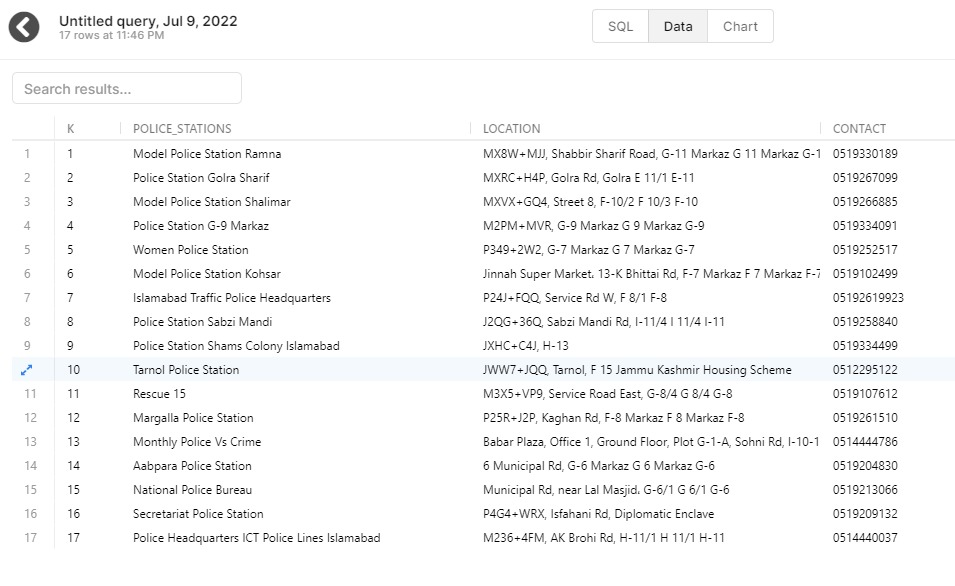 Untitled query, Jul 9, 2022
17 rows at 11:46 PM
SQL Data Chart
Search results...
K POLICE_STATIONS LOCATION CONTACT
1 1 Model Police Station Ramna MX8W+MJJ, Shabbir Sharif Road, G-11 Markaz G 11 Markaz G-1 0519330189
2 2 Police Station Golra Sharif MXRC+H4P, Golra Rd, Golra E 11/1 E-11 0519267099
3 3 Model Police Station Shalimar MXVX+GQ4, Street 8, F-10/2 F 10/3 F-10 0519266885
4 4 Police Station G-9 Markaz M2PM+MVR, G-9 Markaz G 9 Markaz G-9 0519334091
5 5 Women Police Station P349+2W2, G-7 Markaz G 7 Markaz G-7 0519252517
6 6 Model Police Station Kohsar Jinnah Super Market، 13-K Bhittai Rd, F-7 Markaz F 7 Markaz F-7 0519102499
7 7 Islamabad Traffic Police Headquarters P24J+FQQ, Service Rd W, F 8/1 F-8 05192619923
8 8 Police Station Sabzi Mandi J2QG+36Q, Sabzi Mandi Rd, I-11/4 I 11/4 I-11 0519258840
9 9 Police Station Shams Colony Islamabad JXHC+C4J, H-13 0519334499
10 Tarnol Police Station JWW7+JQQ, Tarnol, F 15 Jammu Kashmir Housing Scheme 0512295122
11 11 Rescue 15 M3X5+VP9, Service Road East, G-8/4 G 8/4 G-8 0519107612
12 12 Margalla Police Station P25R+J2P, Kaghan Rd, F-8 Markaz F 8 Markaz F-8 0519261510
13 13 Monthly Police Vs Crime Babar Plaza, Office 1, Ground Floor, Plot G-1-A, Sohni Rd, I-10-1 0514444786
14 14 Aabpara Police Station 6 Municipal Rd, G-6 Markaz G 6 Markaz G-6 0519204830
15 15 National Police Bureau Municipal Rd, near Lal Masjid، G-6/1 G 6/1 G-6 0519213066
16 16 Secretariat Police Station P4G4+WRX, Isfahani Rd, Diplomatic Enclave 0519209132
17 17 Police Headquarters ICT Police Lines Islamabad M236+4FM, AK Brohi Rd, H-11/1 H 11/1 H-11 0514440037